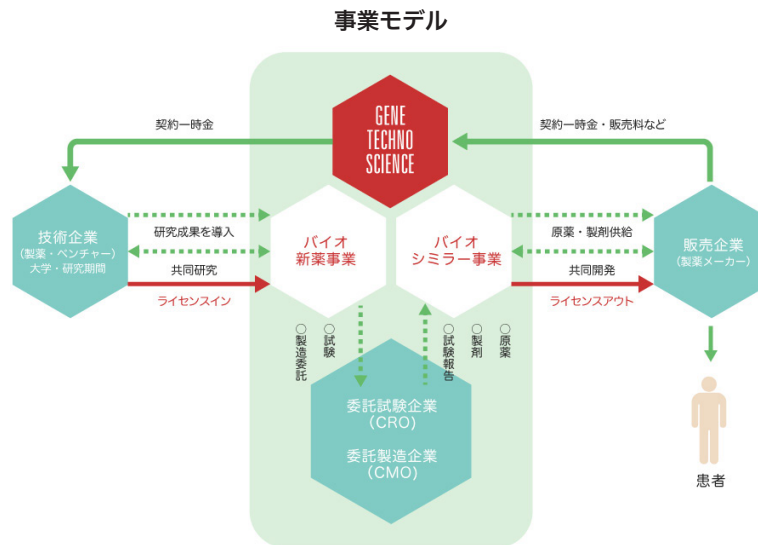 事業モデル
GENE
TECHNO
SCIENCE
契約一時金
契約一時金・販売料など
技術企業
(製薬・ベンチャー)
大学・研究期間
研究成果を導入
共同研究
ライセンスイン
バイオ
新薬事業
バイオ
シミラー事業
原薬・製剤供給
共同開発
ライセンスアウト
販売企業
(製薬メーカー)
○試験
○製造委託
○原薬
○製剤
○試験報告
委託試験企業
(CRO)
委託製造企業
(CMO)
患者